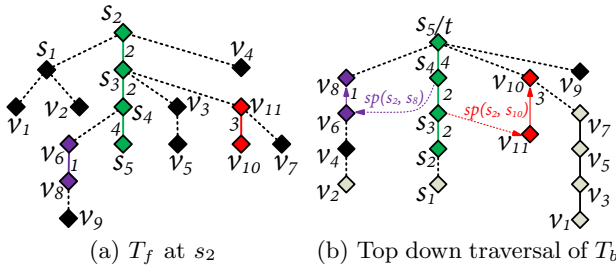 s₂
s₁
2
s₃
v₄
v₁
v₂
2
s₄
v₃
v₁₁
v₆
1
4
s₅
v₅
3
v₁₀
v₇
v₈
v₉
(a) T_f at s₂
s₅/t
v₈
1
s₄
4
v₁₀
3
v₉
sp(s₂, s₈)
2
sp(s₂, s₁₀)
v₆
s₃
v₁₁
v₇
v₄
2
s₂
v₅
v₂
s₁
v₃
v₁
(b) Top down traversal of T_b